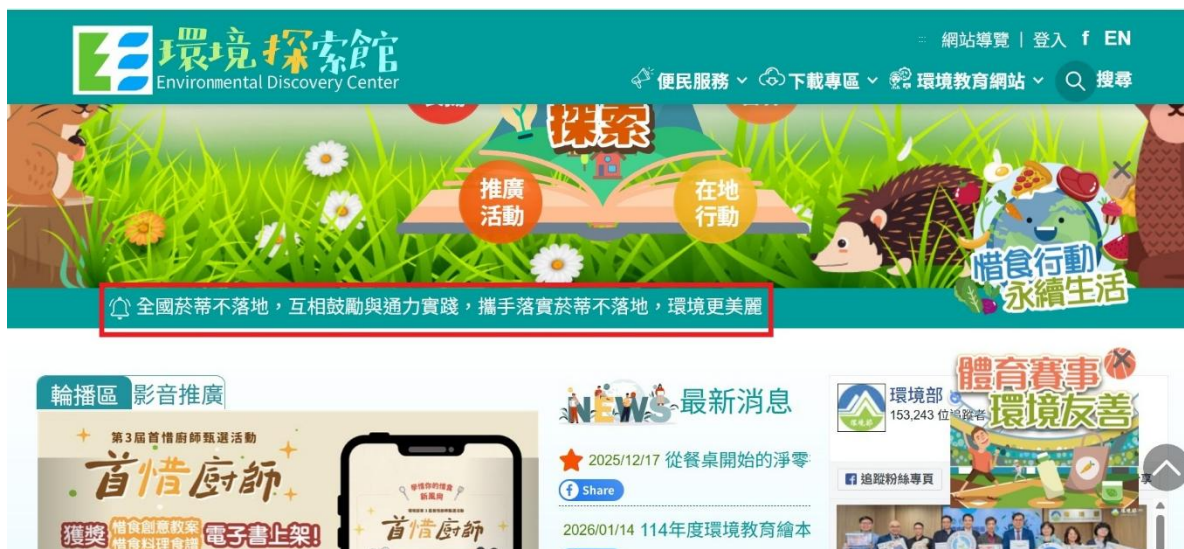 環境探索館
Environmental Discovery Center
網站導覽 | 登入 f EN
便民服務
下載專區
環境教育網站
搜尋
探索
推廣
活動
在地
行動
惜食行動
永續生活
全國菸蒂不落地，互相鼓勵與通力實踐，攜手落實菸蒂不落地，環境更美麗
輪播區 影音推廣
第3屆首惜廚師甄選活動
首惜廚師
獲獎 惜食創意教案 惜食料理食譜 電子書上架!
首惜廚師
NEWS 最新消息
2025/12/17 從餐桌開始的淨零
Share
2026/01/14 114年度環境教育繪本
環境部
153,243 位追蹤者
追蹤粉絲專頁
享
體育賽事
環境友善